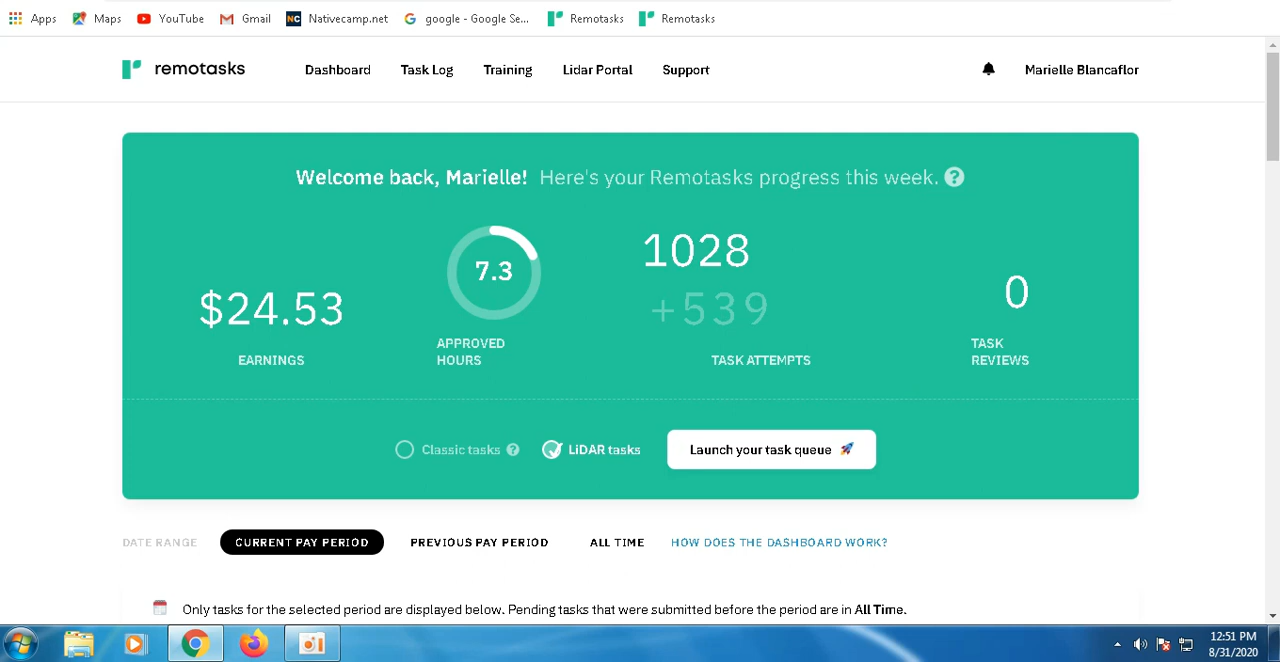 Apps Maps YouTube Gmail Nativecamp.net google - Google Se... Remotasks Remotasks
remotasks Dashboard Task Log Training Lidar Portal Support Marielle Blancaflor
Welcome back, Marielle! Here's your Remotasks progress this week. ?
$24.53
EARNINGS
7.3
APPROVED
HOURS
1028
+539
TASK ATTEMPTS
0
TASK
REVIEWS
Classic tasks ? LiDAR tasks Launch your task queue
DATE RANGE CURRENT PAY PERIOD PREVIOUS PAY PERIOD ALL TIME HOW DOES THE DASHBOARD WORK?
Only tasks for the selected period are displayed below. Pending tasks that were submitted before the period are in All Time.
12:51 PM
8/31/2020